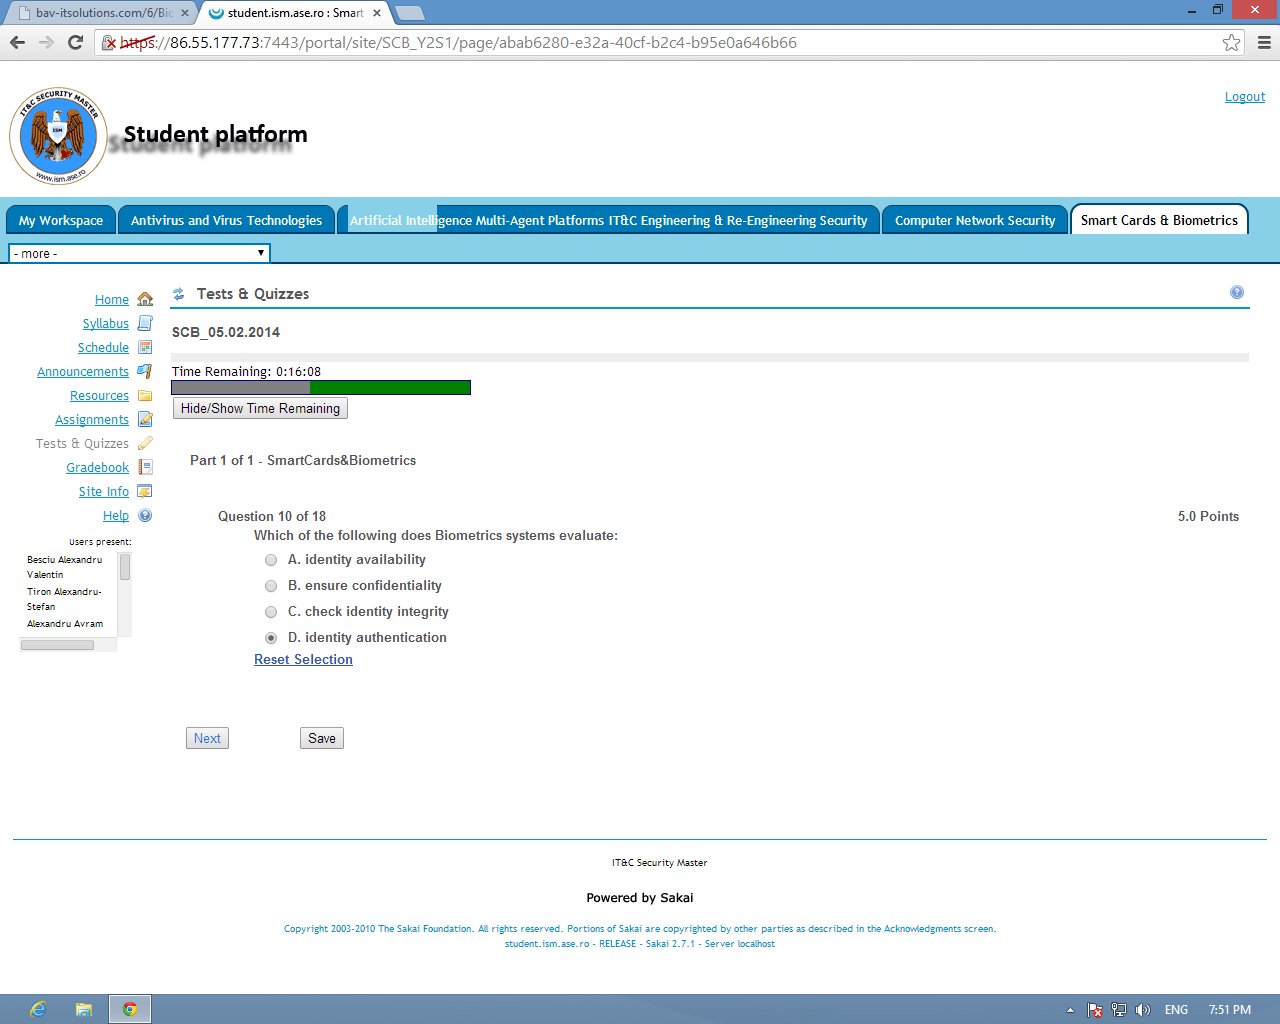 bav-itsolutions.com/6/Bio
student.ism.ase.ro : Smart
https://86.55.177.73:7443/portal/site/SCB_Y2S1/page/abab6280-e32a-40cf-b2c4-b95e0a646b66
IT&C SECURITY MASTER
ISM
www.ism.ase.ro
Student platform
Logout
My Workspace
Antivirus and Virus Technologies
Artificial Intelligence Multi-Agent Platforms IT&C Engineering & Re-Engineering Security
Computer Network Security
Smart Cards & Biometrics
- more -
Home
Syllabus
Schedule
Announcements
Resources
Assignments
Tests & Quizzes
Gradebook
Site Info
Help
Users present:
Besciu Alexandru
Valentin
Tiron Alexandru-
Stefan
Alexandru Avram
Tests & Quizzes
SCB_05.02.2014
Time Remaining: 0:16:08
Hide/Show Time Remaining
Part 1 of 1 - SmartCards&Biometrics
Question 10 of 18
5.0 Points
Which of the following does Biometrics systems evaluate:
A. identity availability
B. ensure confidentiality
C. check identity integrity
D. identity authentication
Reset Selection
Next
Save
IT&C Security Master
Powered by Sakai
Copyright 2003-2010 The Sakai Foundation. All rights reserved. Portions of Sakai are copyrighted by other parties as described in the Acknowledgments screen.
student.ism.ase.ro - RELEASE - Sakai 2.7.1 - Server localhost
ENG
7:51 PM